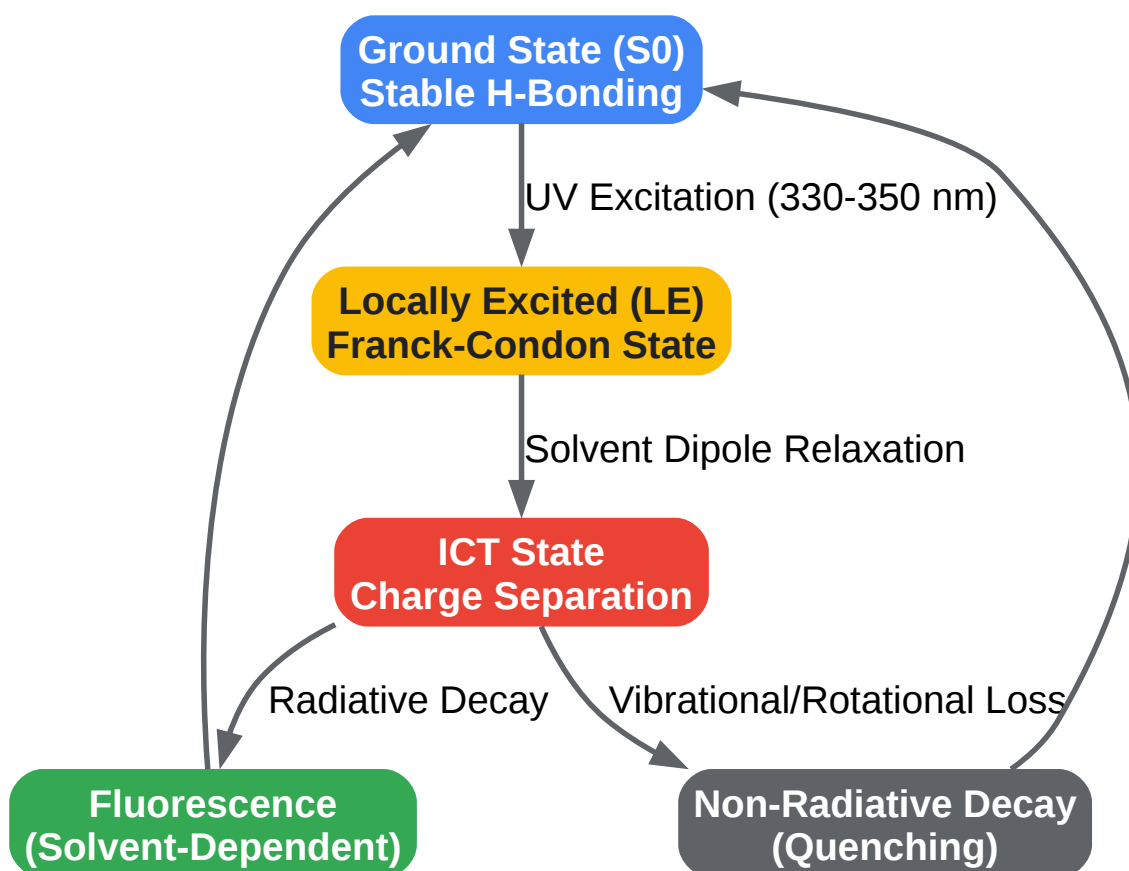 Ground State (S0)
Stable H-Bonding
UV Excitation (330-350 nm)
Locally Excited (LE)
Franck-Condon State
Solvent Dipole Relaxation
ICT State
Charge Separation
Radiative Decay
Vibrational/Rotational Loss
Fluorescence
(Solvent-Dependent)
Non-Radiative Decay
(Quenching)